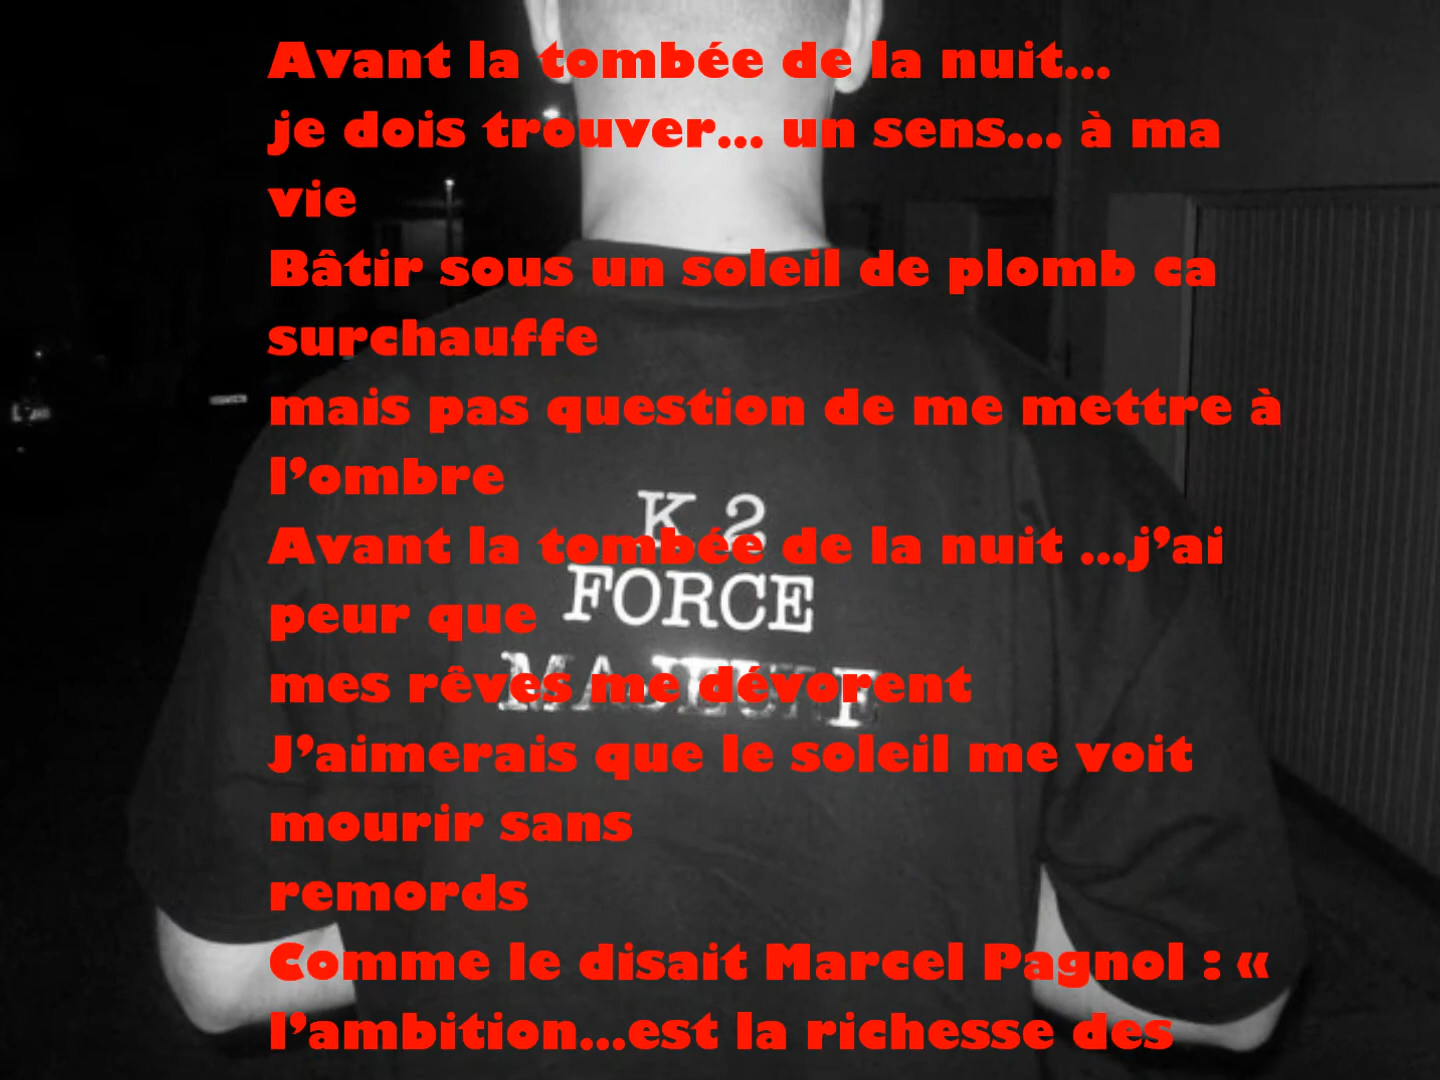 Avant la tombée de la nuit...
je dois trouver... un sens... à ma
vie
Bâtir sous un soleil de plomb ca
surchauffe
mais pas question de me mettre à
l'ombre
K 2
Avant la tombée de la nuit ...j'ai
FORCE
peur que
MAJEURE
mes rêves me dévorent
J'aimerais que le soleil me voit
mourir sans
remords
Comme le disait Marcel Pagnol : «
l'ambition...est la richesse des